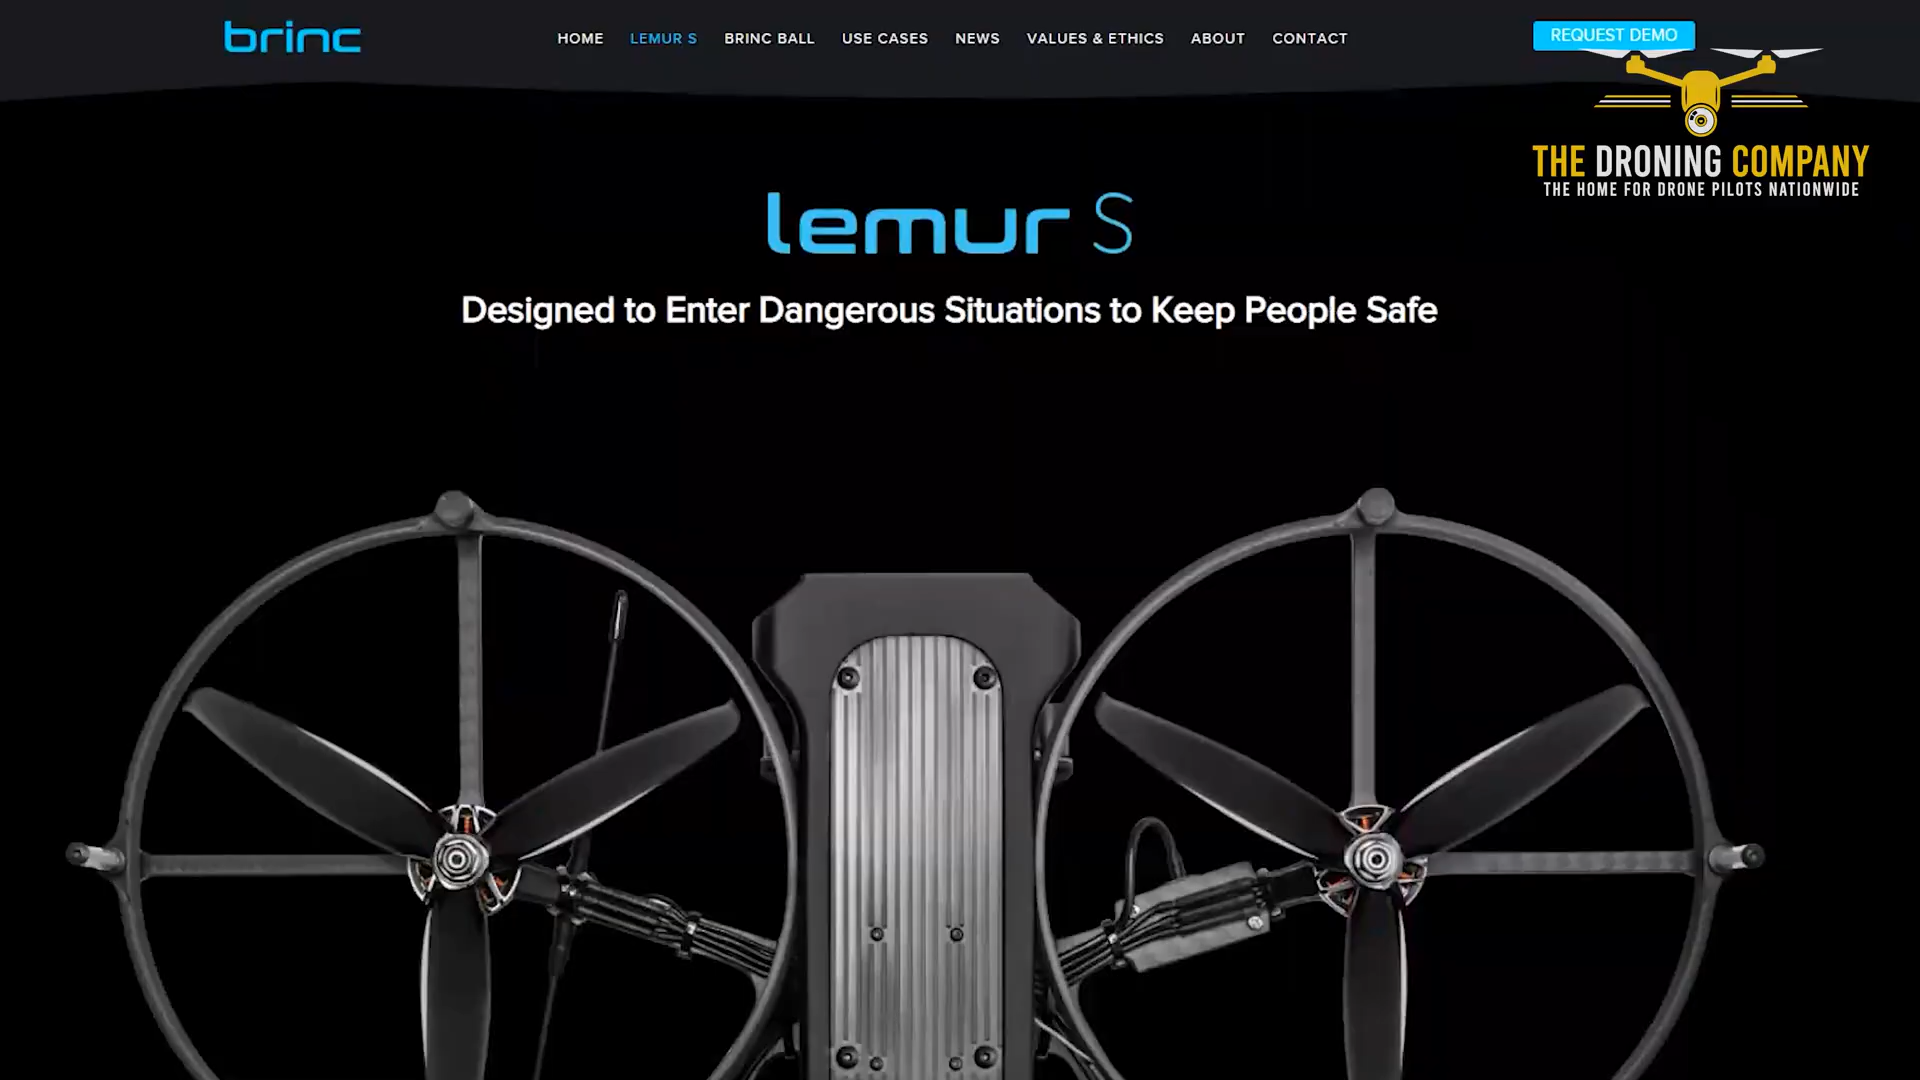 brinc
HOME LEMUR S BRINC BALL USE CASES NEWS VALUES & ETHICS ABOUT CONTACT
REQUEST DEMO
THE DRONING COMPANY
THE HOME FOR DRONE PILOTS NATIONWIDE
lemur S
Designed to Enter Dangerous Situations to Keep People Safe